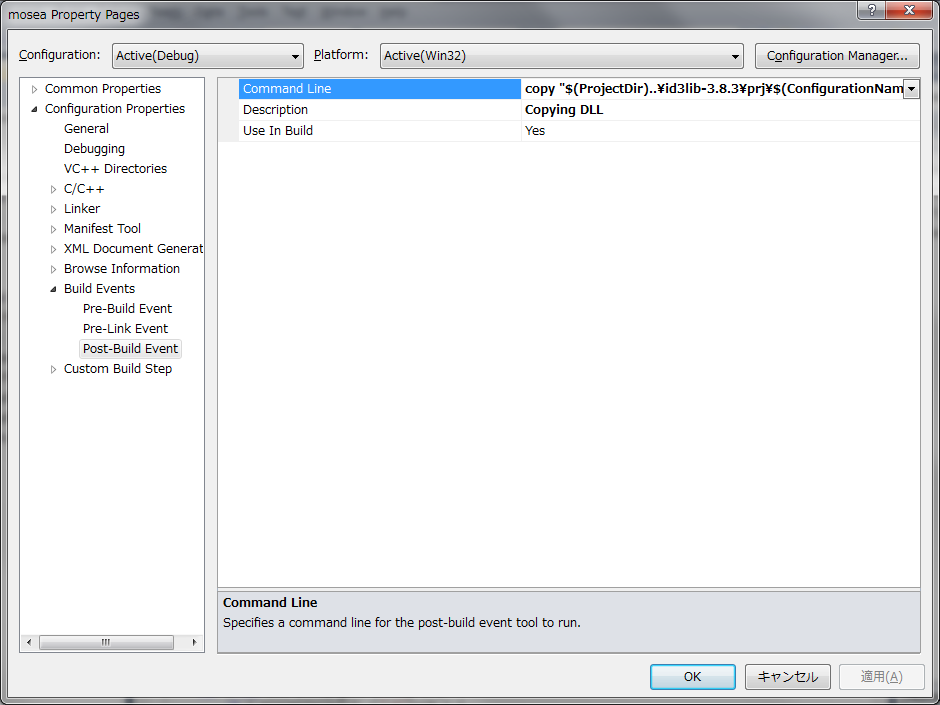 mosea Property Pages
Configuration: Active(Debug) Platform: Active(Win32) Configuration Manager...
Common Properties
Configuration Properties
General
Debugging
VC++ Directories
C/C++
Linker
Manifest Tool
XML Document Generat
Browse Information
Build Events
Pre-Build Event
Pre-Link Event
Post-Build Event
Custom Build Step
Command Line copy "$(ProjectDir)..¥id3lib-3.8.3¥prj¥$(ConfigurationNam
Description Copying DLL
Use In Build Yes
Command Line
Specifies a command line for the post-build event tool to run.
OK キャンセル 適用(A)